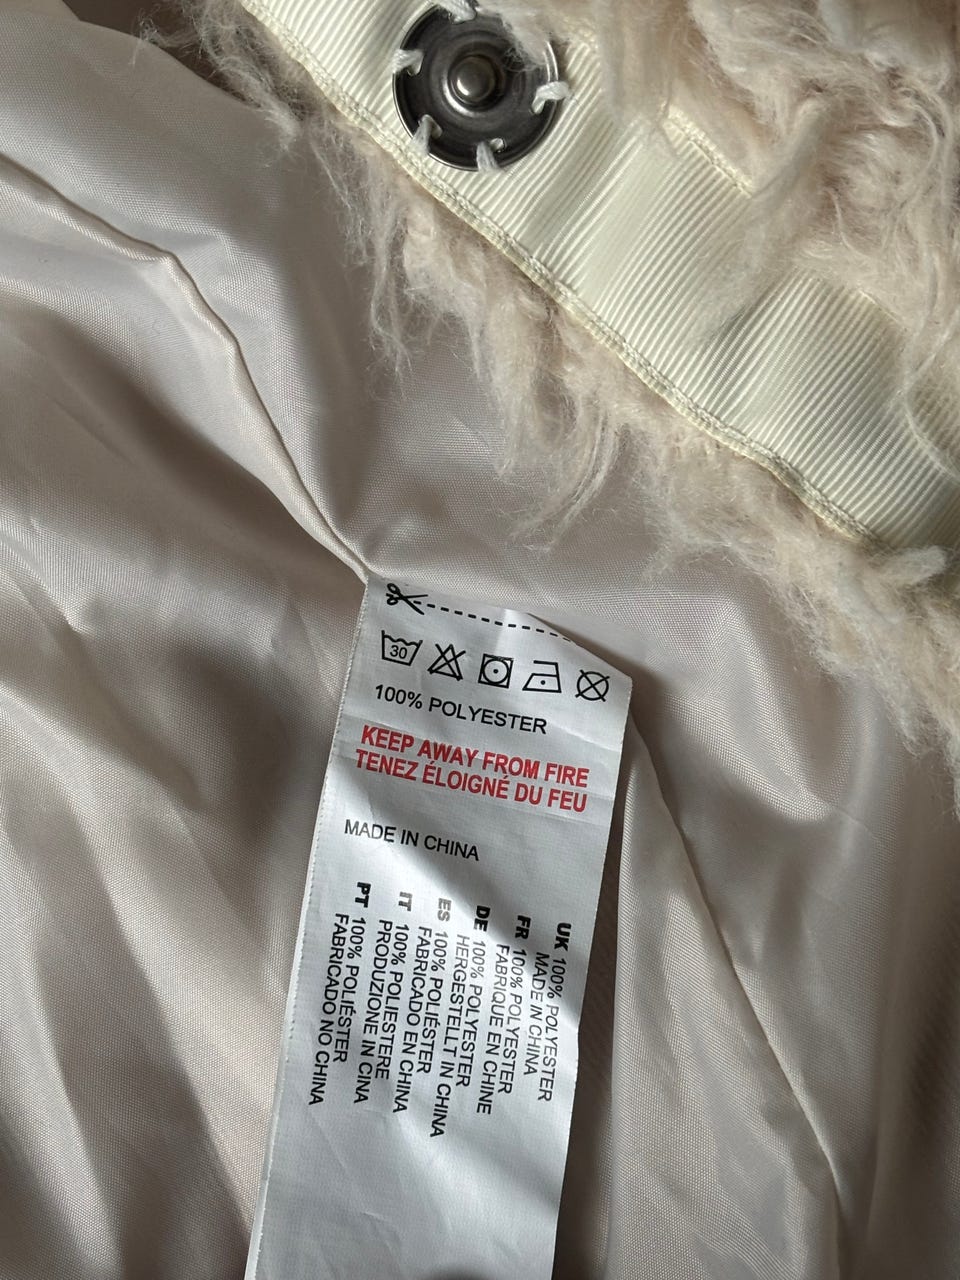 30
100% POLYESTER
KEEP AWAY FROM FIRE
TENEZ ÉLOIGNÉ DU FEU
MADE IN CHINA
UK 100% POLYESTER
MADE IN CHINA
FR 100% POLYESTER
FABRIQUE EN CHINE
DE 100% POLYESTER
HERGESTELLT IN CHINA
ES 100% POLIÉSTER
FABRICADO EN CHINA
IT 100% POLIESTERE
PRODUZIONE IN CINA
PT 100% POLIÉSTER
FABRICADO NO CHINA